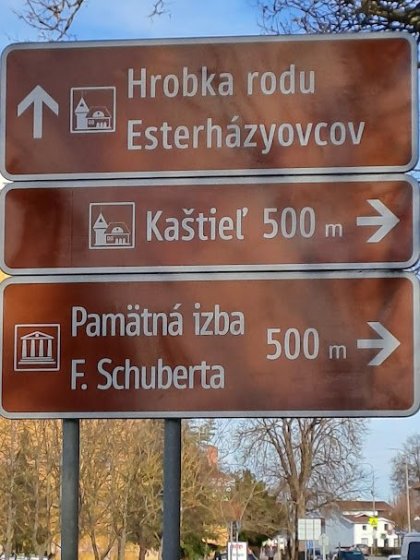 Hrobka rodu
Esterházyovcov
Kaštieľ 500 m
Pamätná izba
F. Schuberta
500 m